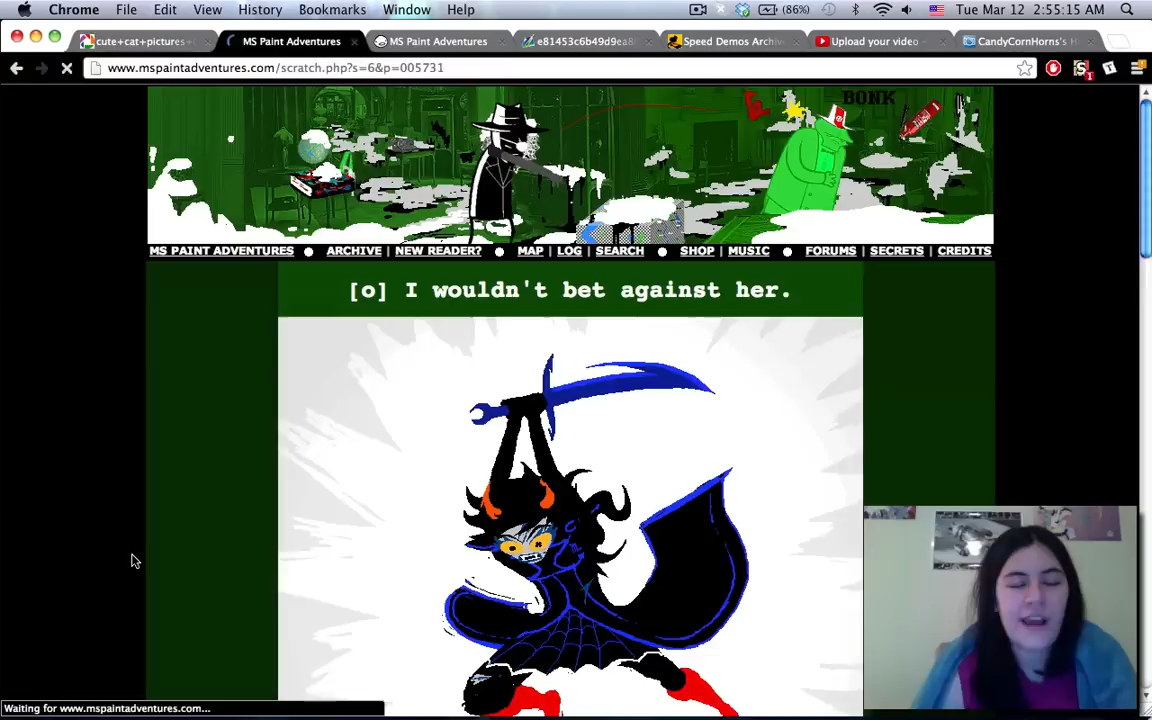 Chrome File Edit View History Bookmarks Window Help (86%) Tue Mar 12 2:55:15 AM
cute+cat+pictures MS Paint Adventures MS Paint Adventures e81453c6b49d9ea8 Speed Demos Archiv Upload your video CandyCornHorns's H
www.mspaintadventures.com/scratch.php?s=6&p=005731
BONK
MS PAINT ADVENTURES ARCHIVE | NEW READER? MAP | LOG | SEARCH SHOP | MUSIC FORUMS | SECRETS | CREDITS
[o] I wouldn't bet against her.
Waiting for www.mspaintadventures.com...